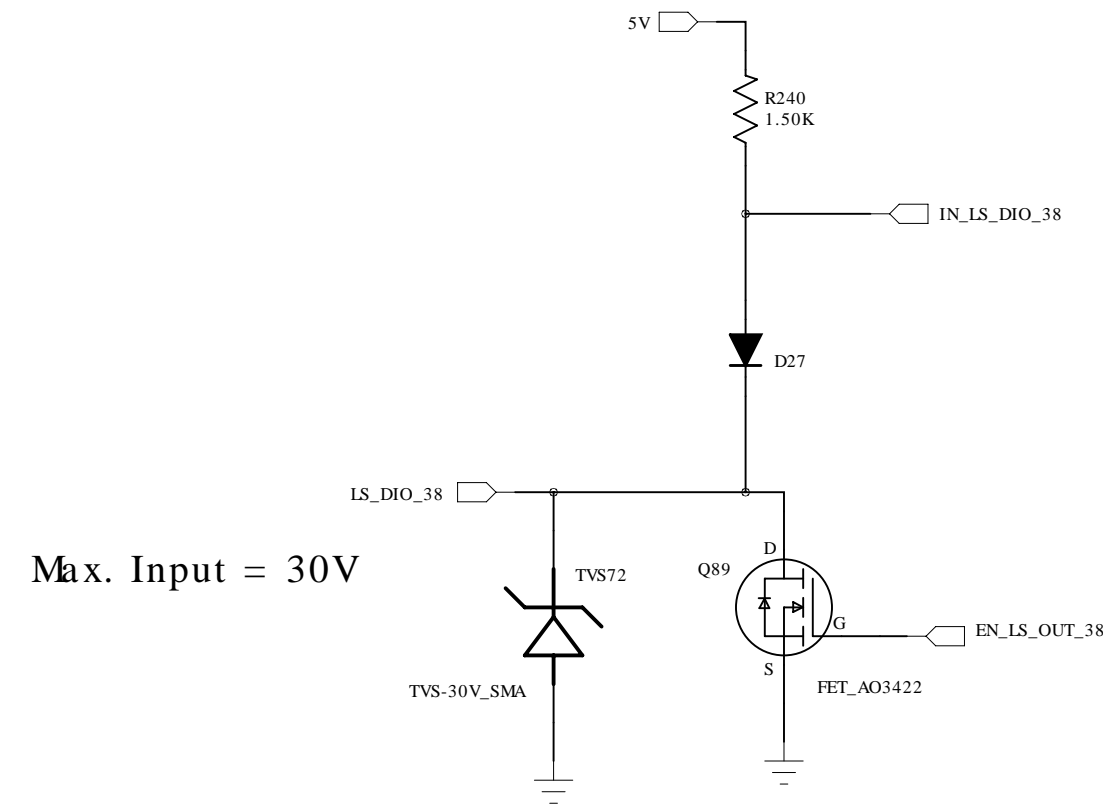 5V
R240
1.50K
IN_LS_DIO_38
D27
LS_DIO_38
Max. Input = 30V
TVS72
TVS-30V_SMA
Q89
D
G
S
EN_LS_OUT_38
FET_AO3422